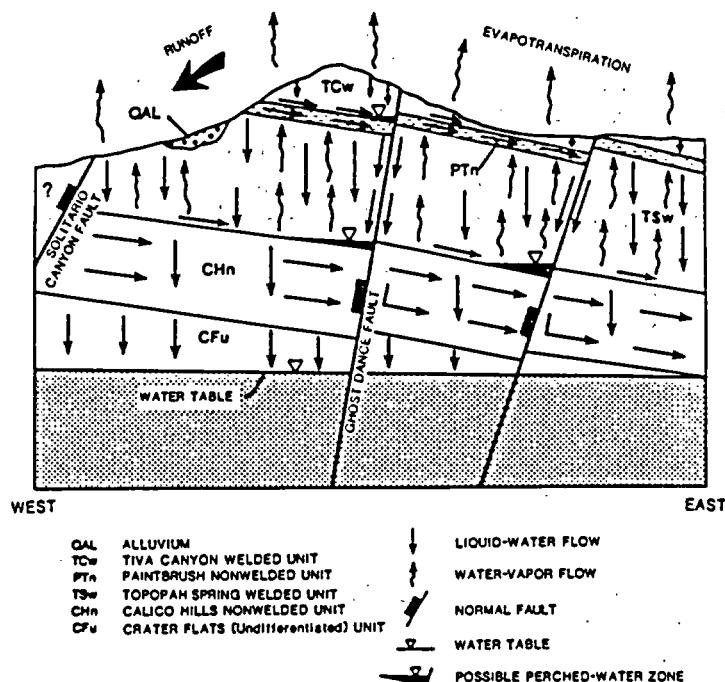 RUNOFF
EVAPOTRANSPIRATION
TCw
QAL
PTn
?
SOLITARIO
CANYON FAULT
TSw
CHn
CFu
GHOST DANCE FAULT
WATER TABLE
WEST
EAST
QAL ALLUVIUM
TCw TIVA CANYON WELDED UNIT
PTn PAINTBRUSH NONWELDED UNIT
TSw TOPOPAH SPRING WELDED UNIT
CHn CALICO HILLS NONWELDED UNIT
CFu CRATER FLATS (Undifferentiated) UNIT
LIQUID-WATER FLOW
WATER-VAPOR FLOW
NORMAL FAULT
WATER TABLE
POSSIBLE PERCHED-WATER ZONE